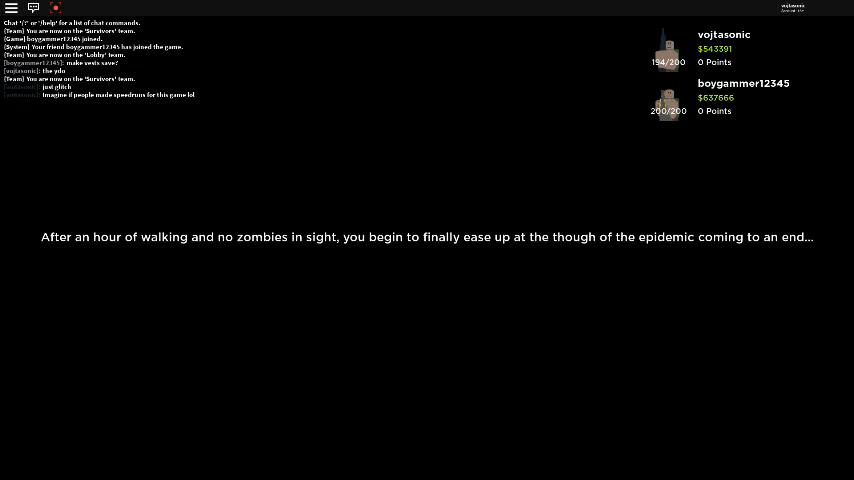 vojtasonic
Chat '/?' or '/help' for a list of chat commands.
[Team] You are now on the 'Survivors' team.
[Game] boygammer12345 joined.
[System] Your friend boygammer12345 has joined the game.
[Team] You are now on the 'Lobby' team.
[boygammer12345]: make vests save?
[vojtasonic]: the ydo
[Team] You are now on the 'Survivors' team.
[vojtasonic]: just glitch
[vojtasonic]: Imagine if people made speedruns for this game lol
vojtasonic
$543391
194/200 0 Points
boygammer12345
$637666
200/200 0 Points
After an hour of walking and no zombies in sight, you begin to finally ease up at the though of the epidemic coming to an end...